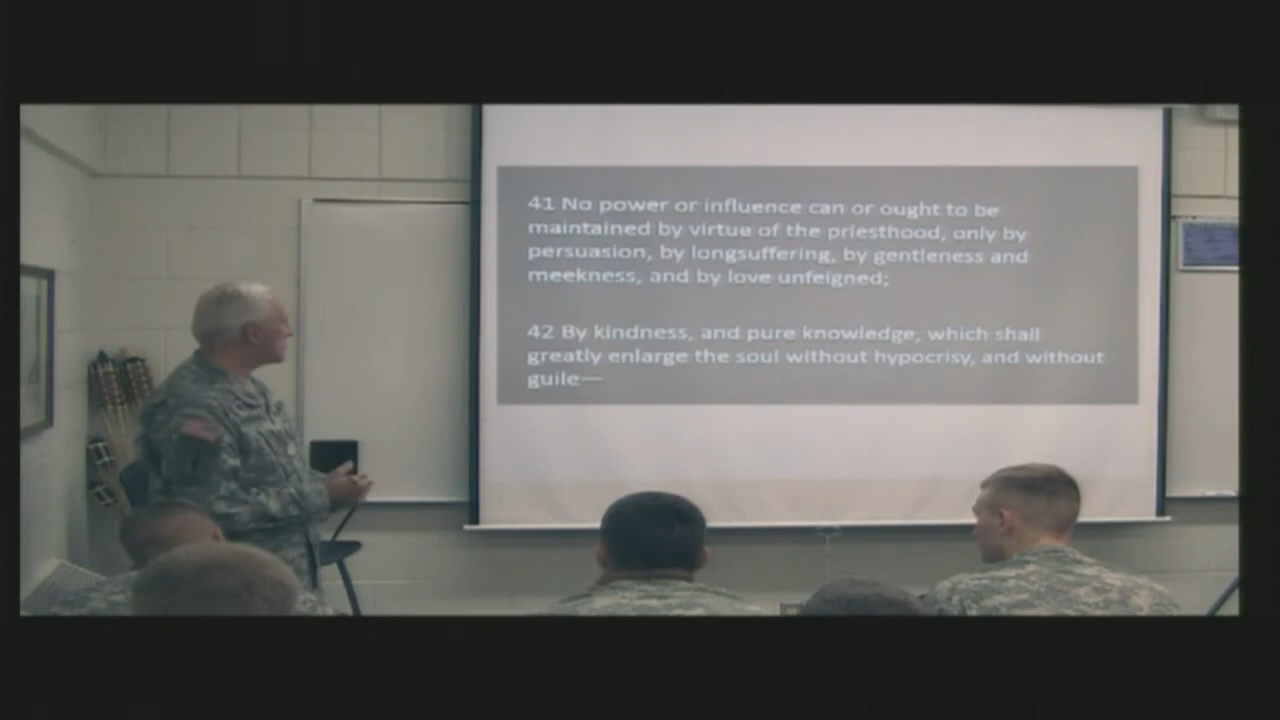 41 No power or influence can or ought to be
maintained by virtue of the priesthood, only by
persuasion, by longsuffering, by gentleness and
meekness, and by love unfeigned;
42 By kindness, and pure knowledge, which shall
greatly enlarge the soul without hypocrisy, and without
guile—